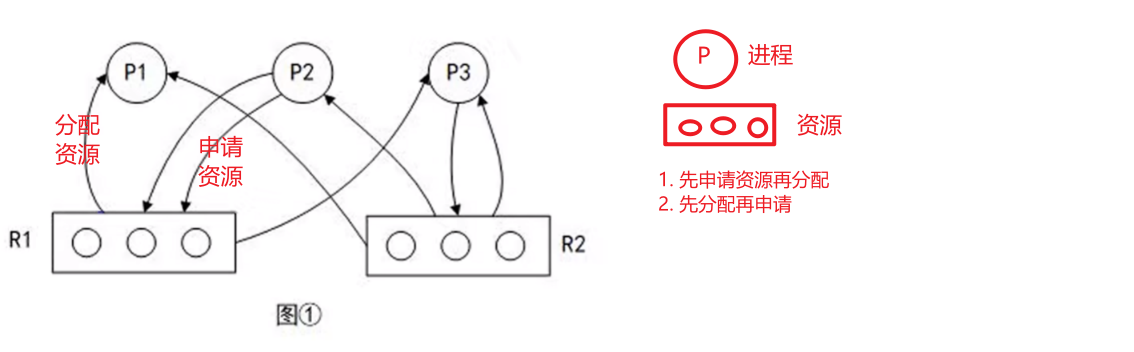 P1
P2
P3
分配
资源
申请
资源
R1
R2
图①
P
进程
资源
1. 先申请资源再分配
2. 先分配再申请